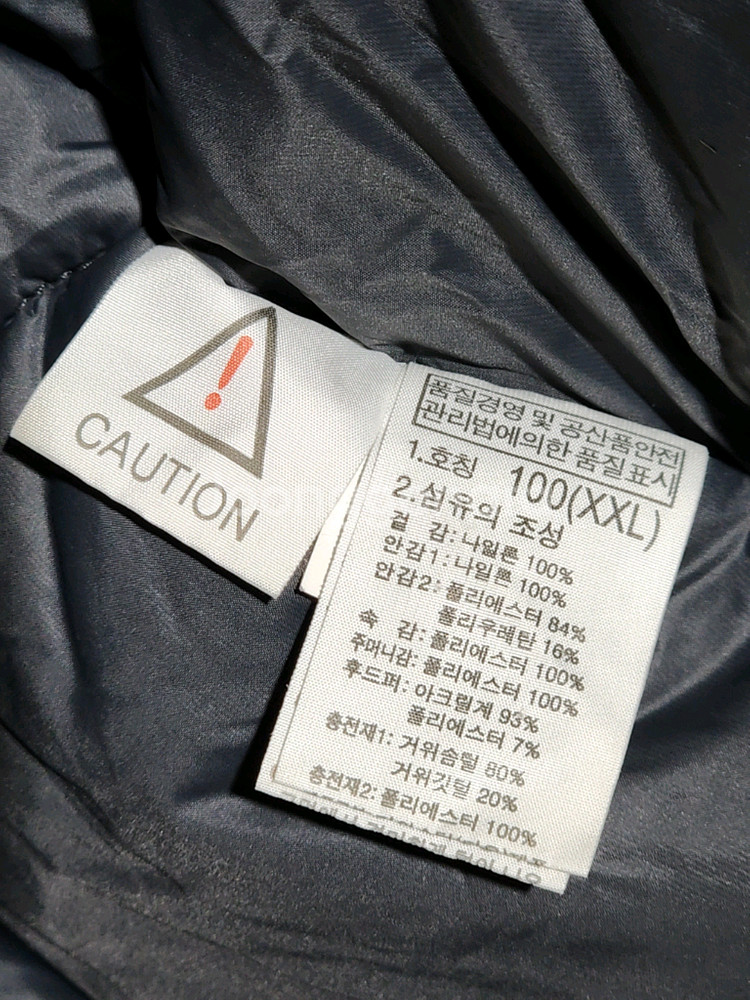 !
CAUTION
품질경영 및 공산품안전
관리법에의한 품질표시
1.호칭 100(XXL)
2.섬유의 조성
겉 감:나일론 100%
안감1:나일론 100%
안감2: 폴리에스터 84%
폴리우레탄 16%
속 감: 폴리에스터 100%
주머니감: 폴리에스터 100%
후드퍼: 아크릴계 93%
폴리에스터 7%
충전재1: 거위솜털 80%
거위깃털 20%
충전재2: 폴리에스터 100%